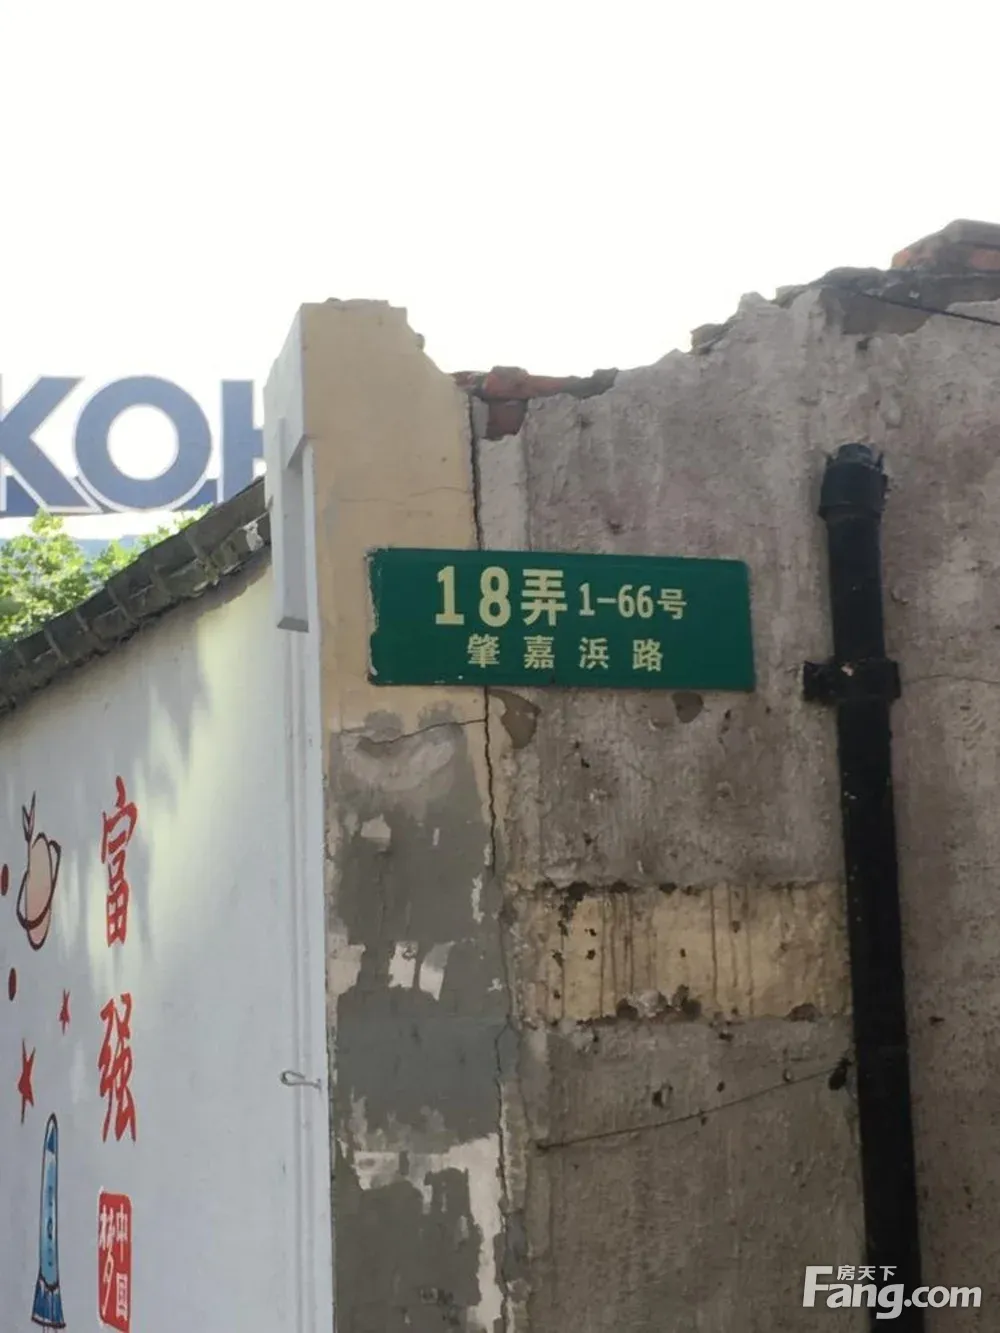 KOH
18弄 1-66号
肇嘉浜路
富强
中国梦
房天下
Fang.com